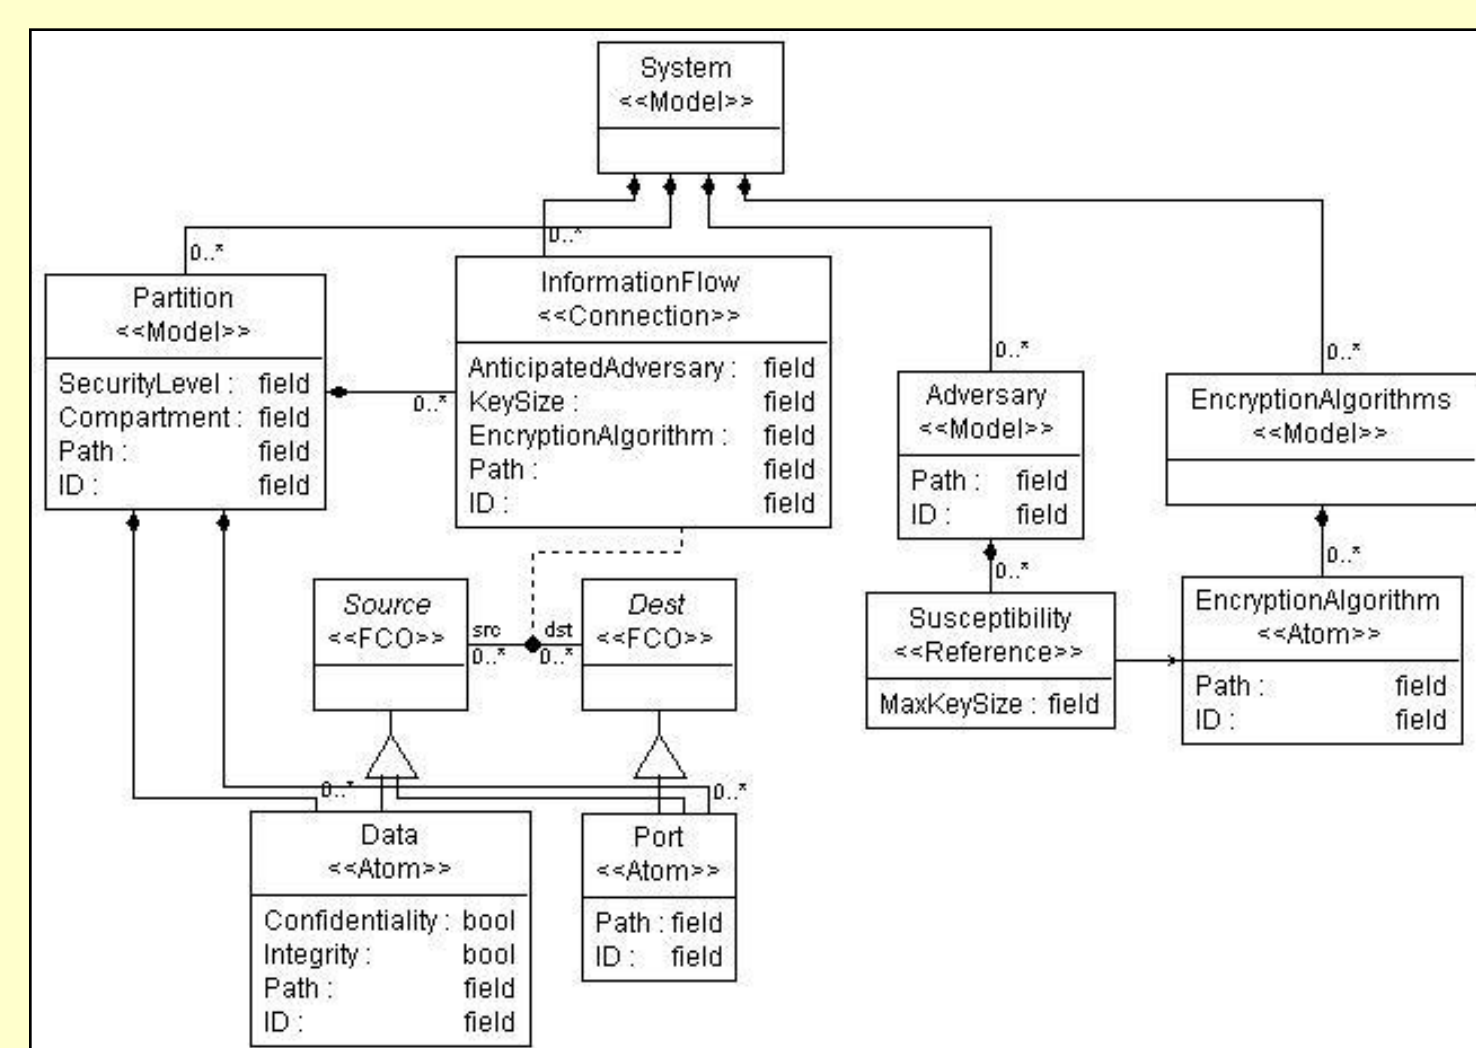 System
<<Model>>
0..*
0..*
Partition
<<Model>>
SecurityLevel : field
Compartment : field
Path : field
ID : field
0..*
InformationFlow
<<Connection>>
AnticipatedAdversary : field
KeySize : field
EncryptionAlgorithm : field
Path : field
ID : field
0..*
Adversary
<<Model>>
Path : field
ID : field
0..*
EncryptionAlgorithms
<<Model>>
0..*
0..*
Source
<<FCO>>
src
0..*
dst
0..*
Dest
<<FCO>>
Susceptibility
<<Reference>>
MaxKeySize : field
EncryptionAlgorithm
<<Atom>>
Path : field
ID : field
0..*
0..*
Data
<<Atom>>
Confidentiality : bool
Integrity : bool
Path : field
ID : field
Port
<<Atom>>
Path : field
ID : field